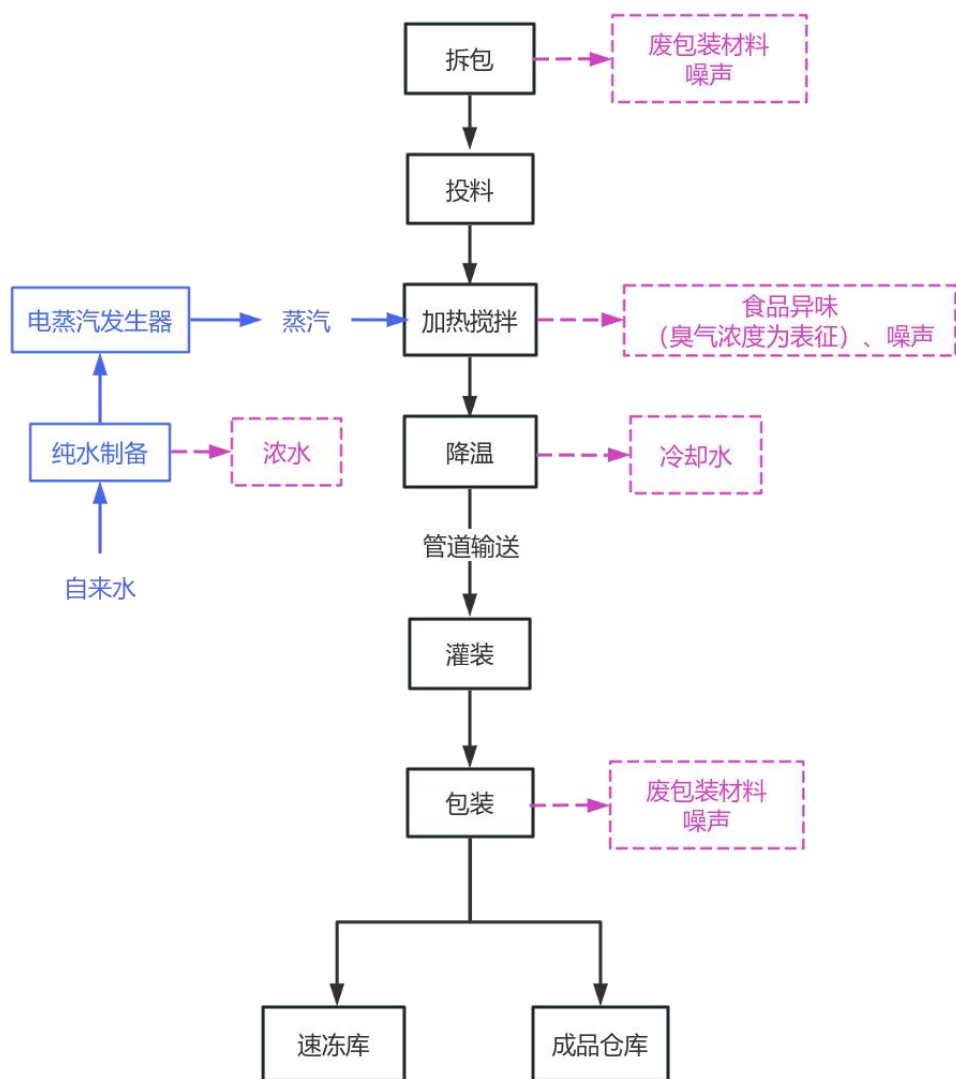 拆包
废包装材料
噪声
投料
电蒸汽发生器
蒸汽
加热搅拌
食品异味
（臭气浓度为表征）、噪声
纯水制备
浓水
降温
冷却水
管道输送
自来水
灌装
包装
废包装材料
噪声
速冻库
成品仓库